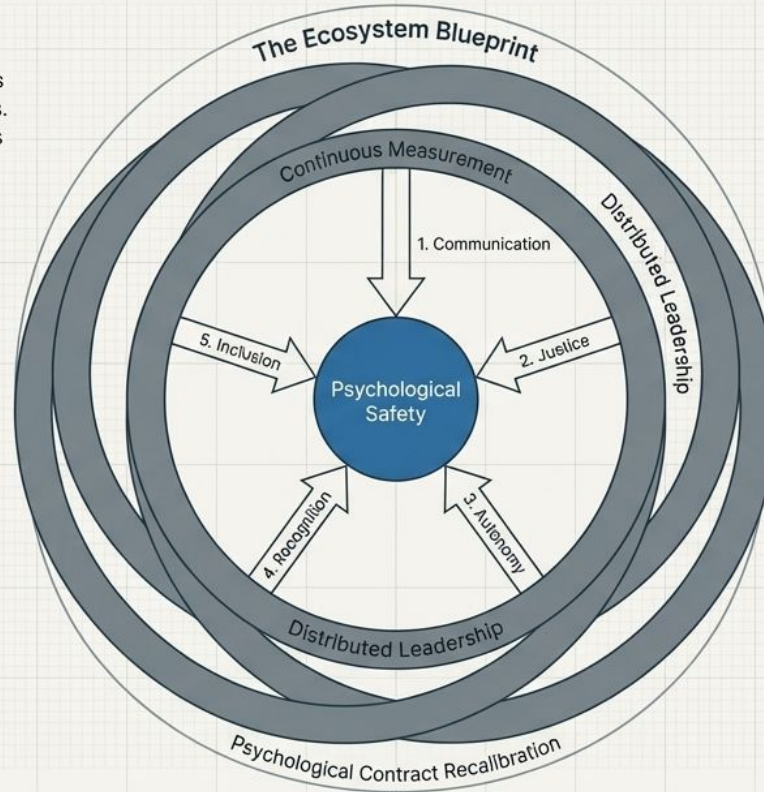 The Ecosystem Blueprint
s
s.
s
Continuous Measurement
Distributed Leadership
1. Communication
5. Inclusion
2. Justice
Psychological
Safety
4. Recognition
3. Autonomy
Distributed Leadership
Psychological Contract Recalibration